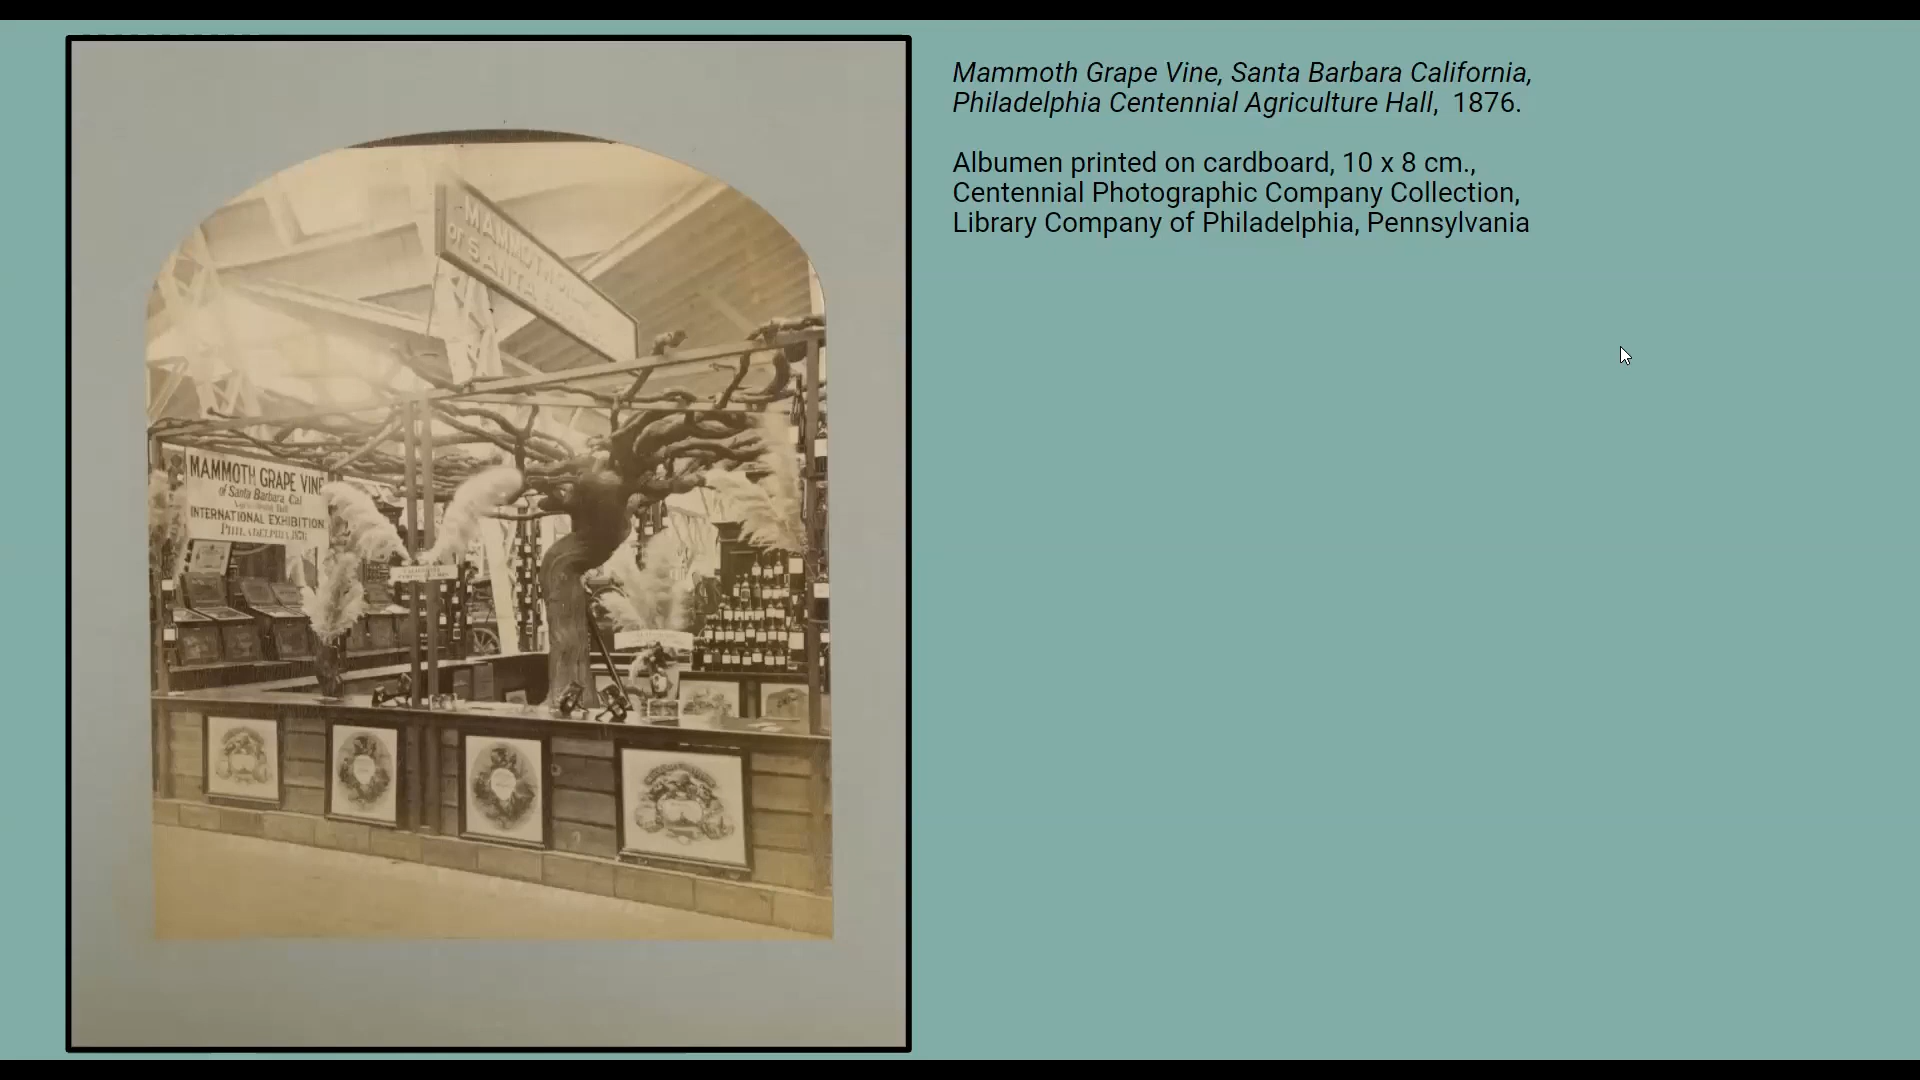 Mammoth Grape Vine, Santa Barbara California,
Philadelphia Centennial Agriculture Hall, 1876.
Albumen printed on cardboard, 10 x 8 cm.,
Centennial Photographic Company Collection,
Library Company of Philadelphia, Pennsylvania
MAMMOTH
of SANTA
MAMMOTH GRAPE VINE
of Santa Barbara Cal
INTERNATIONAL EXHIBITION
PHILADELPHIA 1876